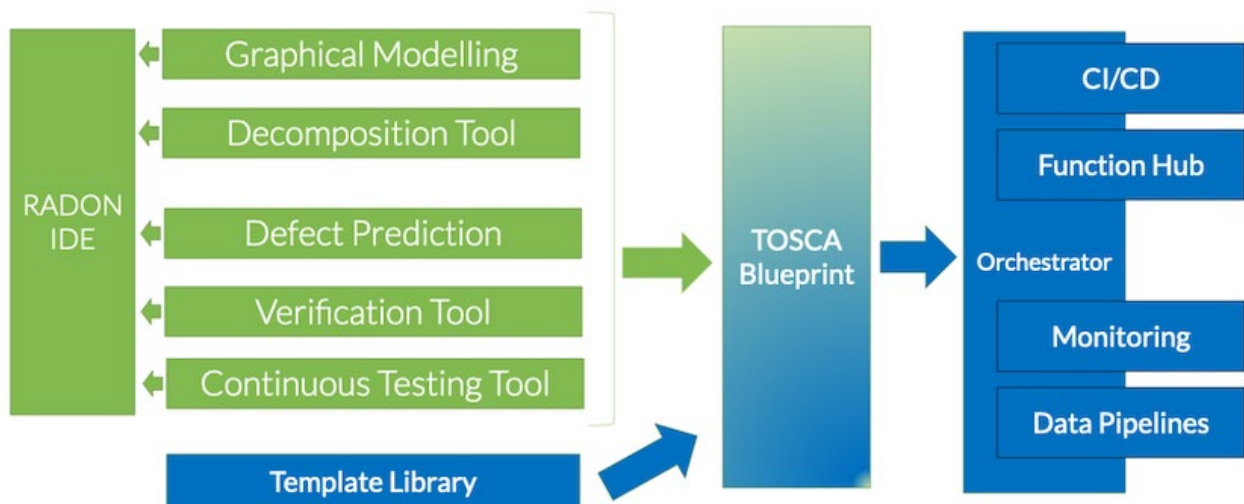 RADON
IDE
Graphical Modelling
Decomposition Tool
Defect Prediction
Verification Tool
Continuous Testing Tool
Template Library
TOSCA
Blueprint
CI/CD
Function Hub
Orchestrator
Monitoring
Data Pipelines